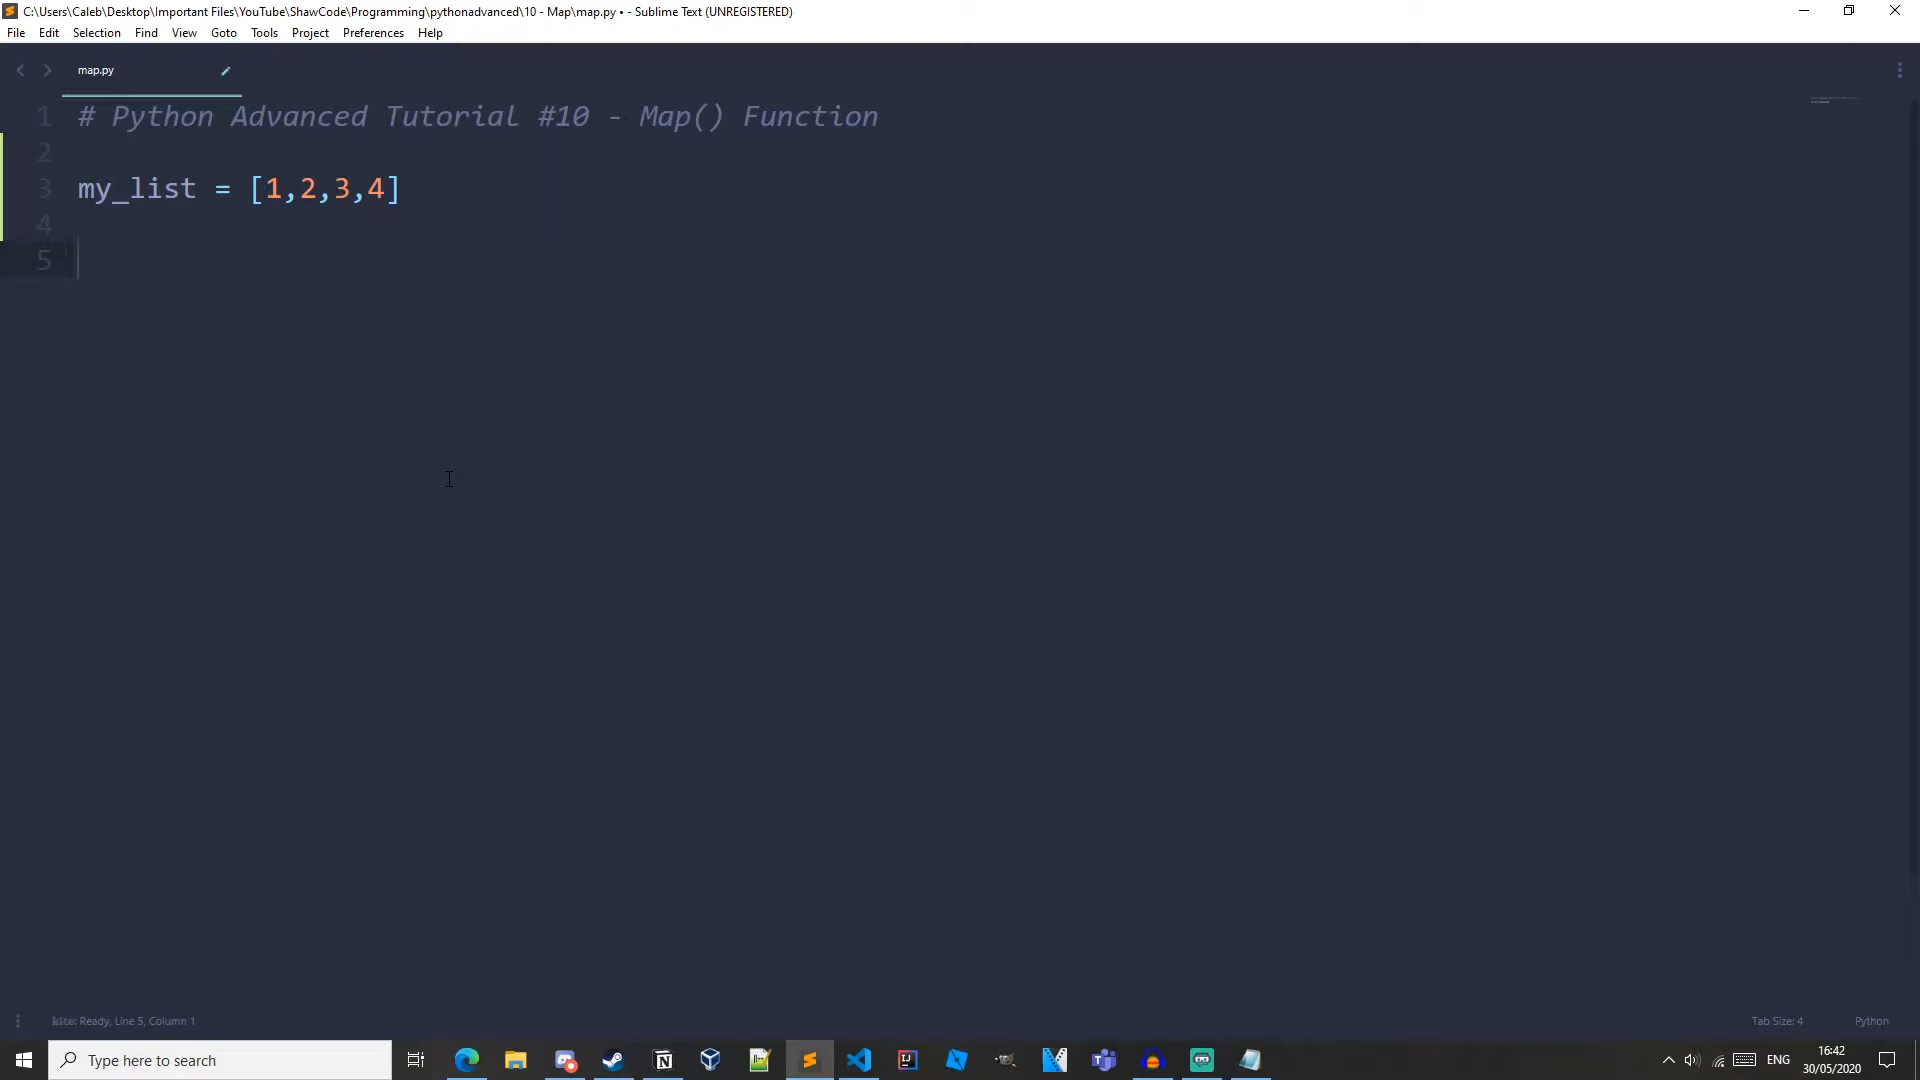 C:\Users\Caleb\Desktop\Important Files\YouTube\ShawCode\Programming\pythonadvanced\10 - Map\map.py • - Sublime Text (UNREGISTERED)
File Edit Selection Find View Goto Tools Project Preferences Help
map.py
1 # Python Advanced Tutorial #10 - Map() Function
2
3 my_list = [1,2,3,4]
4
5
Ready, Line 5, Column 1 Tab Size: 4 Python
Type here to search ENG 16:42
30/05/2020